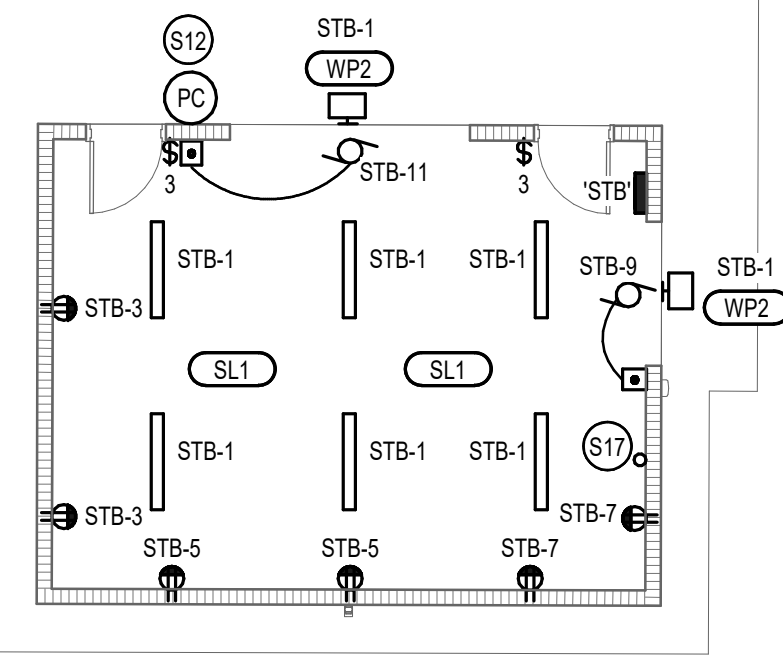 S12
STB-1
WP2
PC
$
3
STB-11
$
3
'STB'
STB-1
STB-1
STB-1
STB-9
STB-1
WP2
STB-3
SL1
SL1
STB-1
STB-1
STB-1
S17
STB-3
STB-7
STB-5
STB-5
STB-7